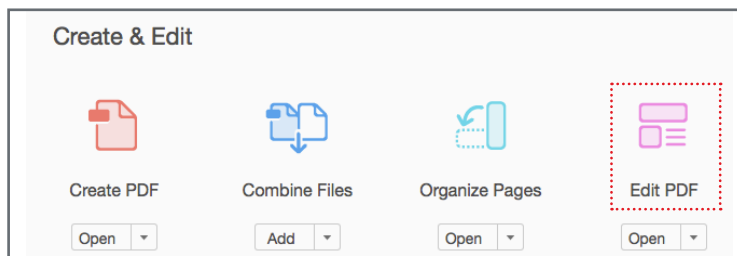 Create & Edit
Create PDF Combine Files Organize Pages Edit PDF
Open Add Open Open